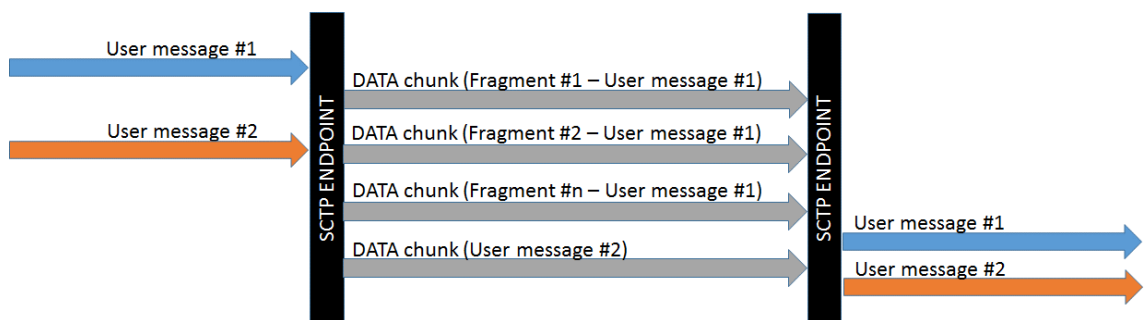 User message #1
User message #2
SCTP ENDPOINT
DATA chunk (Fragment #1 – User message #1)
DATA chunk (Fragment #2 – User message #1)
DATA chunk (Fragment #n – User message #1)
DATA chunk (User message #2)
SCTP ENDPOINT
User message #1
User message #2